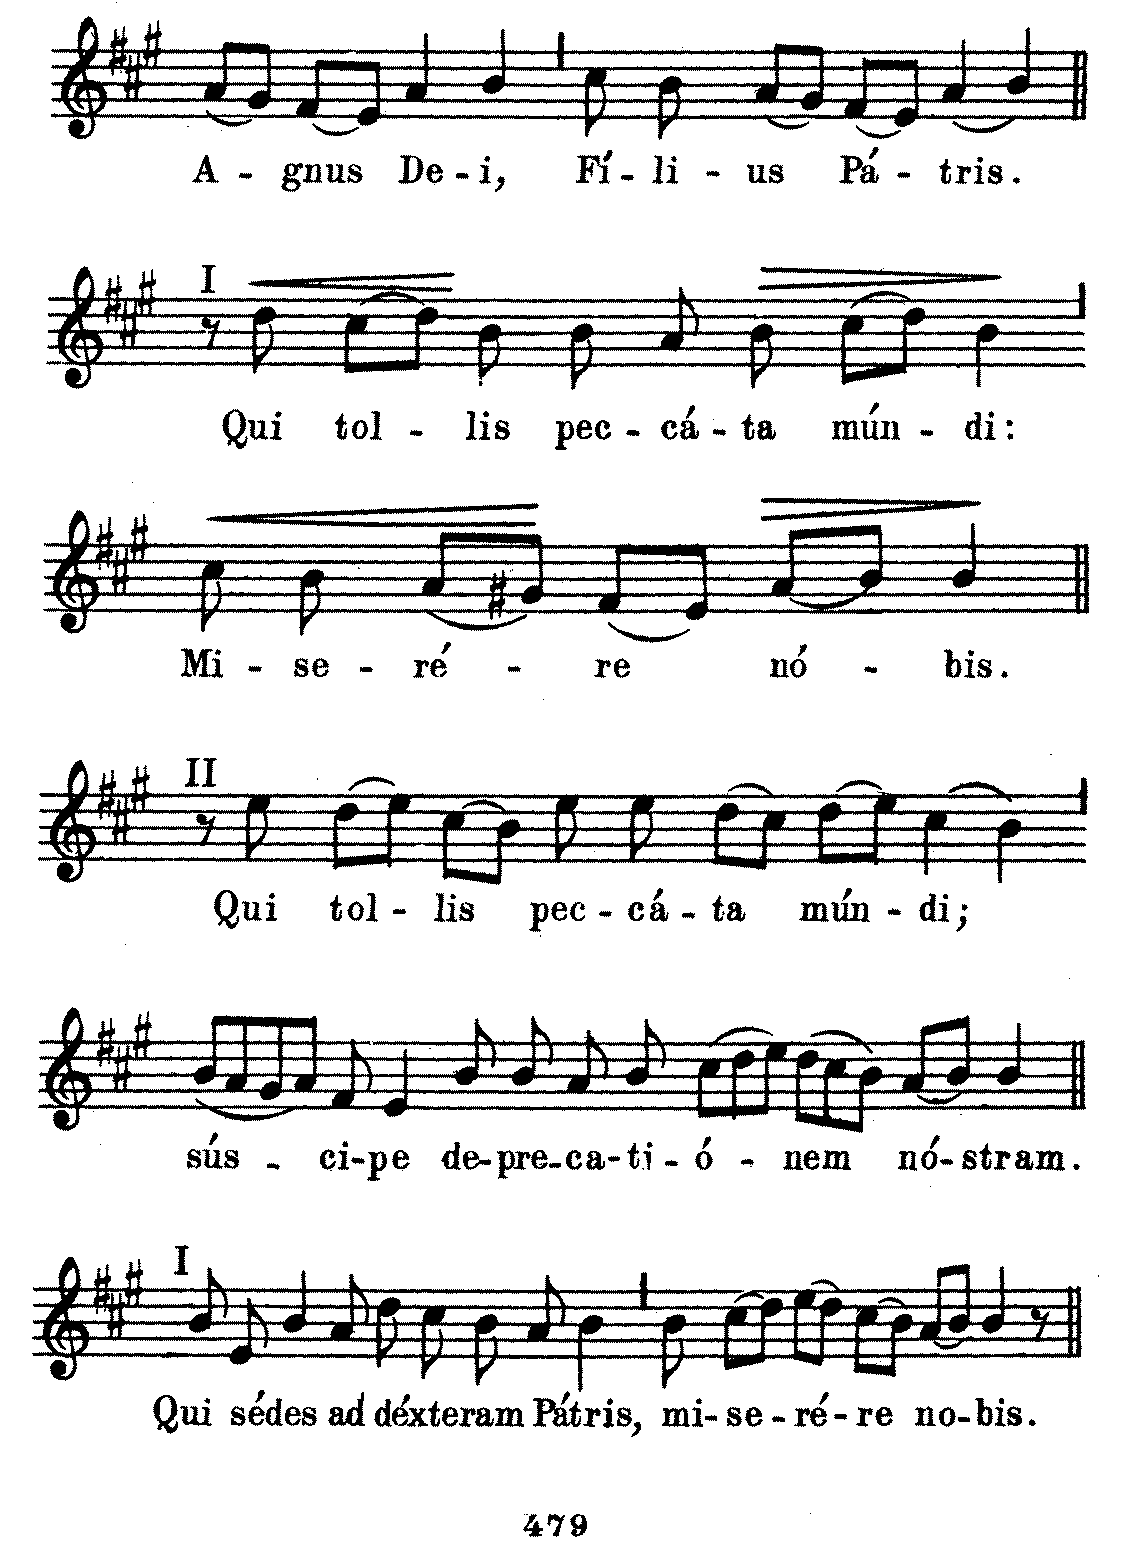 A - gnus De - i, Fí - li - us Pá - tris.
I
Qui tol - lis pec - cá - ta mún - di:
Mi - se - ré - re nó - bis.
II
Qui tol - lis pec - cá - ta mún - di;
sús - ci-pe de-pre-ca-ti-ó - nem nó-stram.
I
Qui sédes ad déxteram Pátris, mi-se-ré-re no-bis.
479